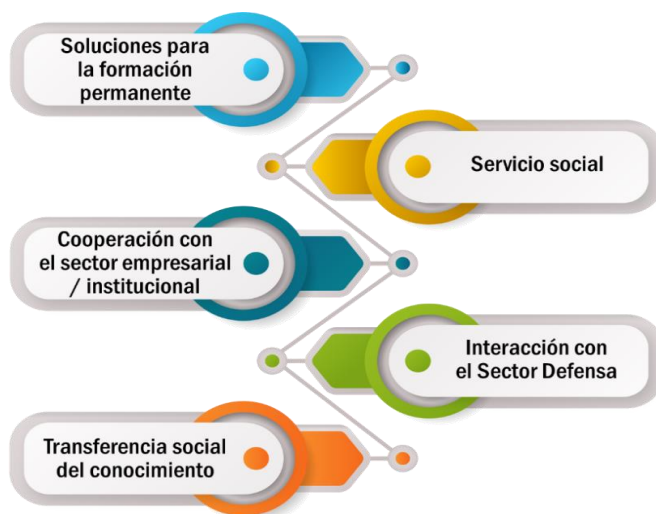 Soluciones para
la formación
permanente
Servicio social
Cooperación con
el sector empresarial
/ institucional
Interacción con
el Sector Defensa
Transferencia social
del conocimiento